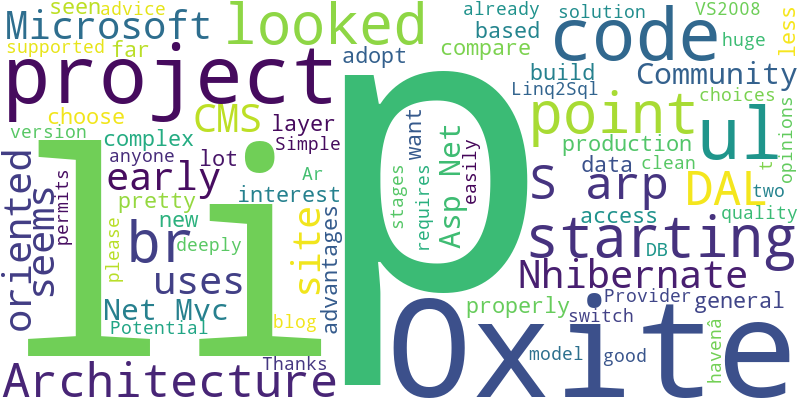 seen advice
Microsoft
supported far
looked
already solution VS2008
based
code
less
adopt
compare
huge
project
build Community
Linq2Sql
choose CMS layer
version complex
Simple
point
choices
production
ul
opinions
li
p
oriented
seems
anyone lot
early
permits
pretty
interest
Ar
new
br
deeply
please
uses
site
advantages
stages
requires
want
Asp Net
easily
data clean t
S arp DAL
access two
starting
DB quality
Nhibernate
Net Mvc
Potential
blog
properly
Provider general
switch
Oxite
model good
havenâ
Thanks
Architecture